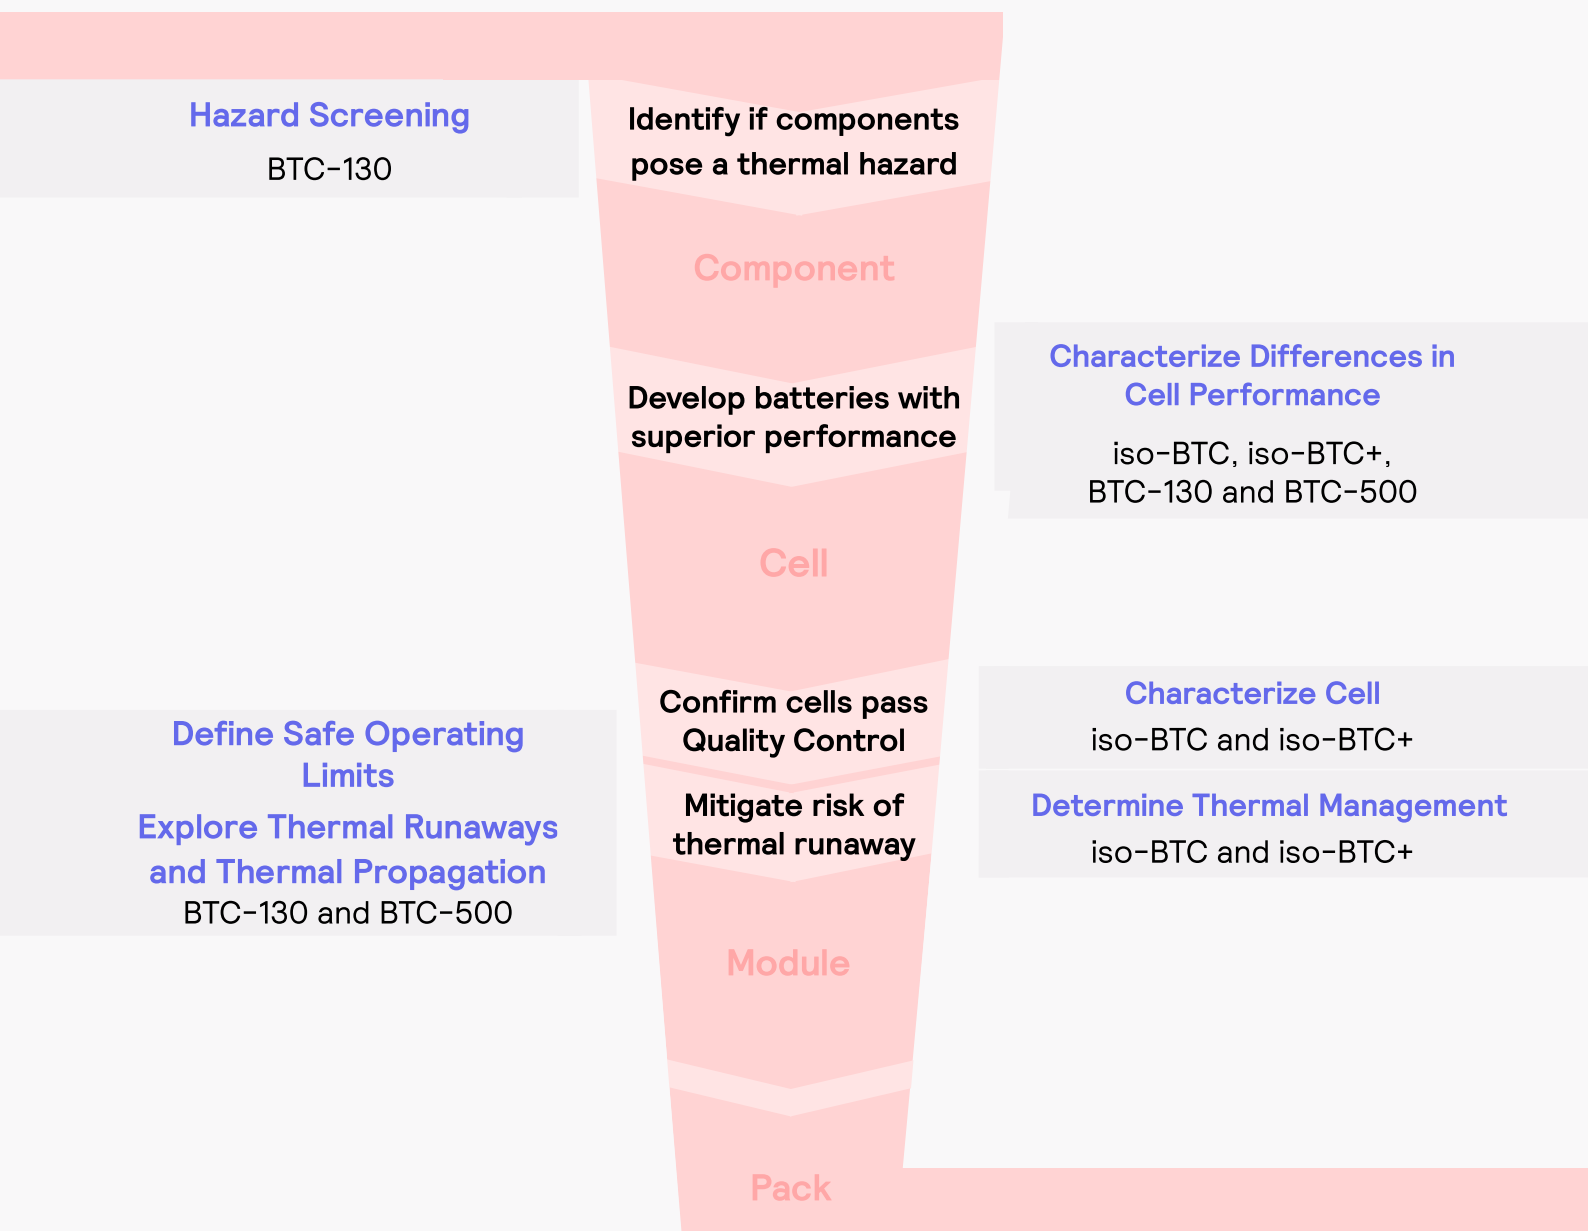 Hazard Screening
BTC-130
Identify if components
pose a thermal hazard
Component
Characterize Differences in
Cell Performance
iso-BTC, iso-BTC+,
BTC-130 and BTC-500
Develop batteries with
superior performance
Cell
Confirm cells pass
Quality Control
Characterize Cell
iso-BTC and iso-BTC+
Define Safe Operating
Limits
Explore Thermal Runaways
and Thermal Propagation
BTC-130 and BTC-500
Mitigate risk of
thermal runaway
Determine Thermal Management
iso-BTC and iso-BTC+
Module
Pack